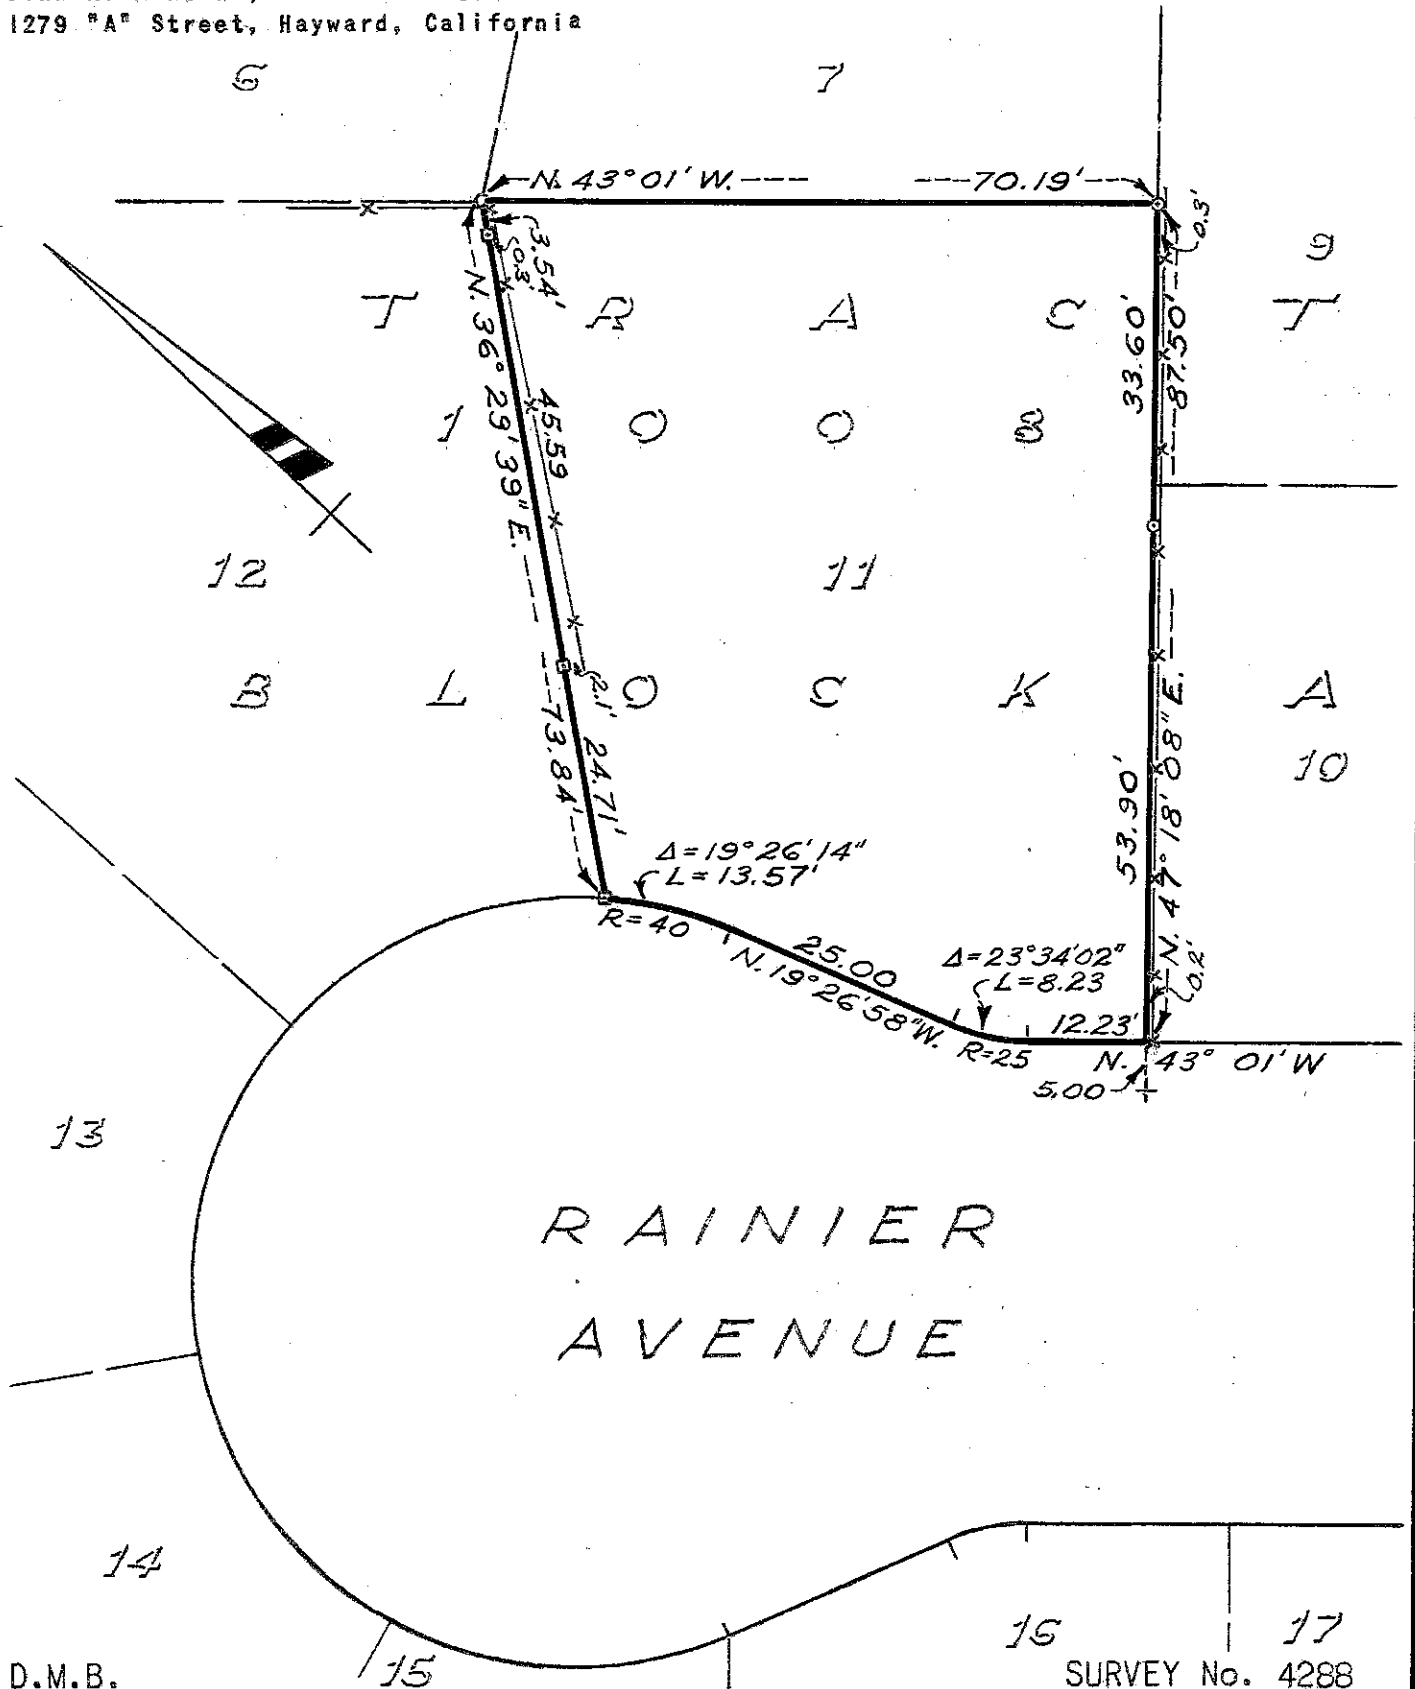 1279 "A" Street, Hayward, California
6
7
N. 43° 01' W.
70.19'
0.3'
9
3.54'
0.3'
T R A C T
N. 36° 29' 39" E.
33.60'
87.50'
45.59
1 0 0 8
12
11
B L O C K A
2.1'
10
73.84'
24.71'
53.90'
N. 47° 18' 08" E.
Δ=19° 26' 14"
L=13.57'
R=40
25.00
N. 19° 26' 58" W.
Δ=23° 34' 02"
L=8.23
0.2'
12.23'
R=25
N. 43° 01' W
5.00
13
RAINIER
AVENUE
14
16
17
15
D.M.B.
SURVEY No. 4288